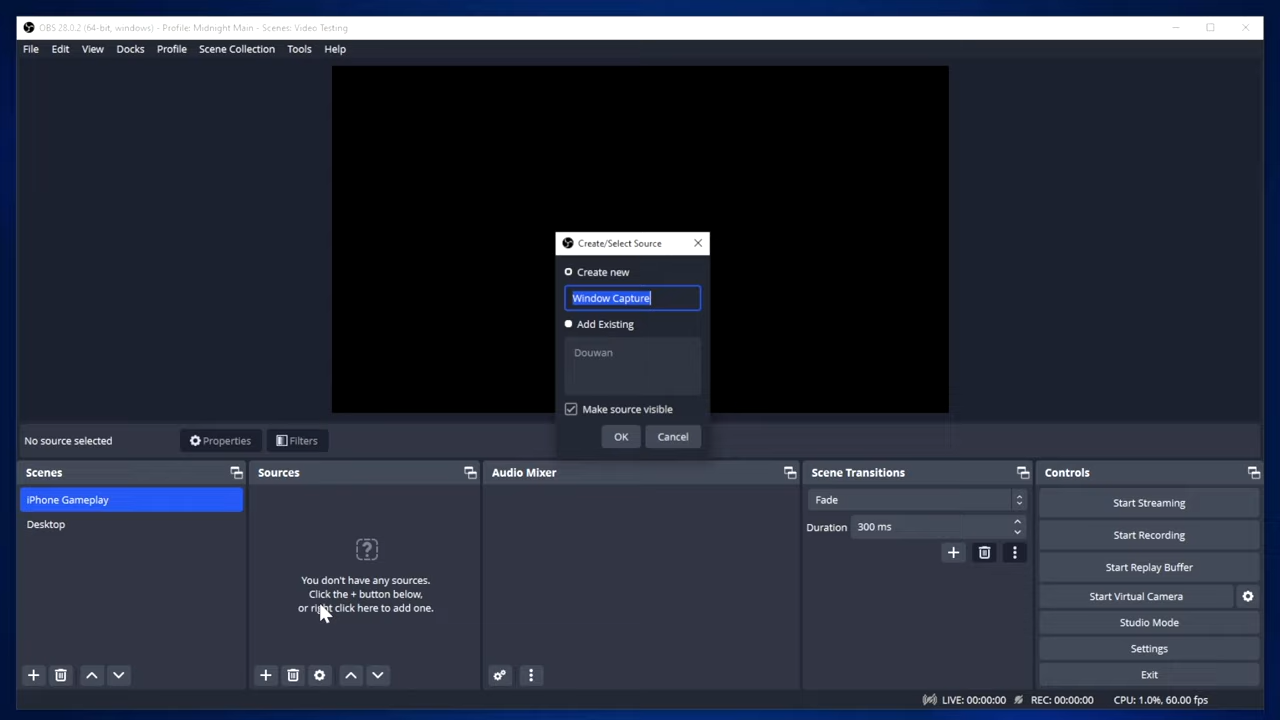 OBS 28.0.2 (64-bit, windows) - Profile: Midnight Main - Scenes: Video Testing
File Edit View Docks Profile Scene Collection Tools Help
Create/Select Source
Create new
Window Capture
Add Existing
Douwan
Make source visible
OK Cancel
No source selected Properties Filters
Scenes Sources Audio Mixer Scene Transitions Controls
iPhone Gameplay
Desktop
You don't have any sources.
Click the + button below,
or right click here to add one.
Fade
Duration 300 ms
Start Streaming
Start Recording
Start Replay Buffer
Start Virtual Camera
Studio Mode
Settings
Exit
LIVE: 00:00:00 REC: 00:00:00 CPU: 1.0%, 60.00 fps